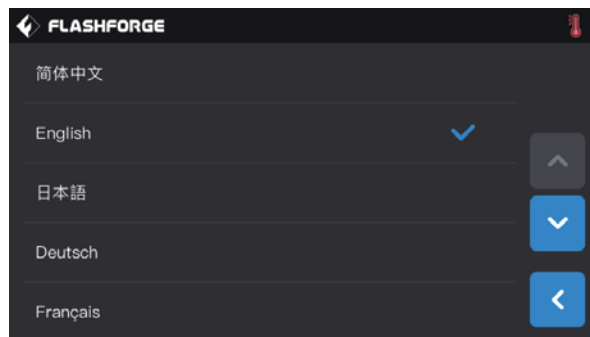 FLASHFORGE
简体中文
English
日本語
Deutsch
Français